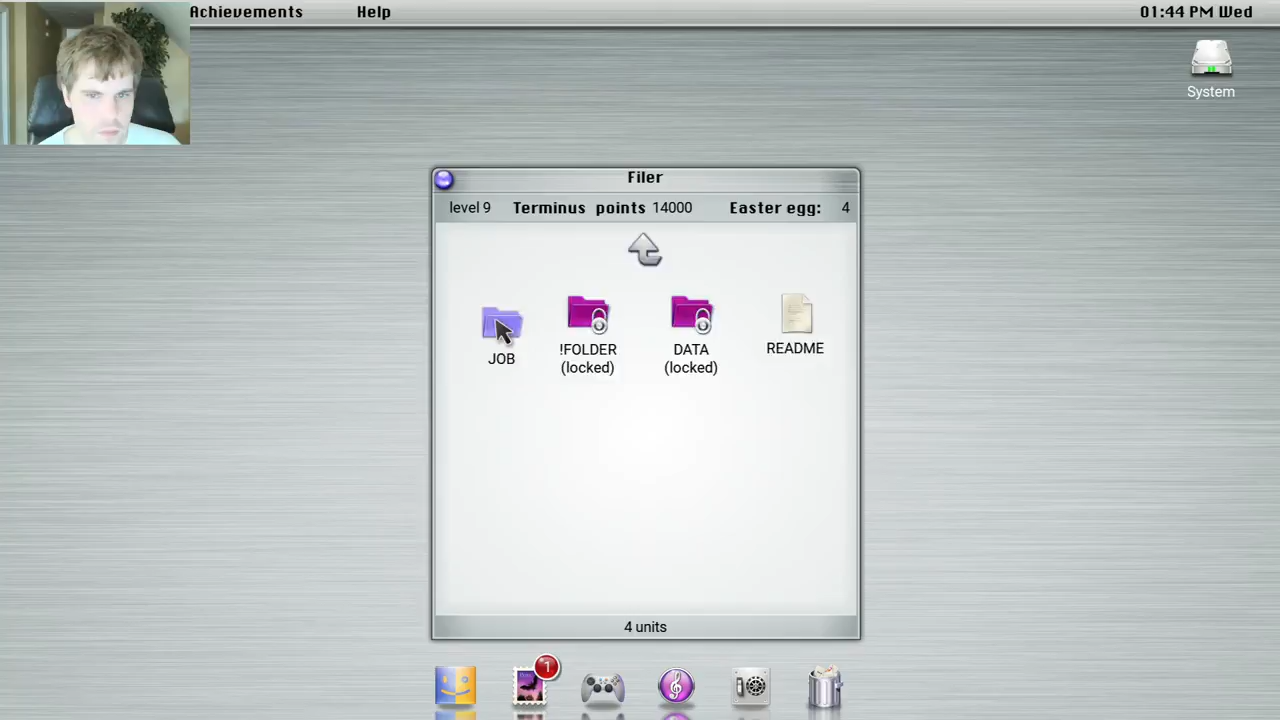 Achievements Help 01:44 PM Wed
System
Filer
level 9 Terminus points 14000 Easter egg: 4
JOB
!FOLDER (locked)
DATA (locked)
README
4 units
1